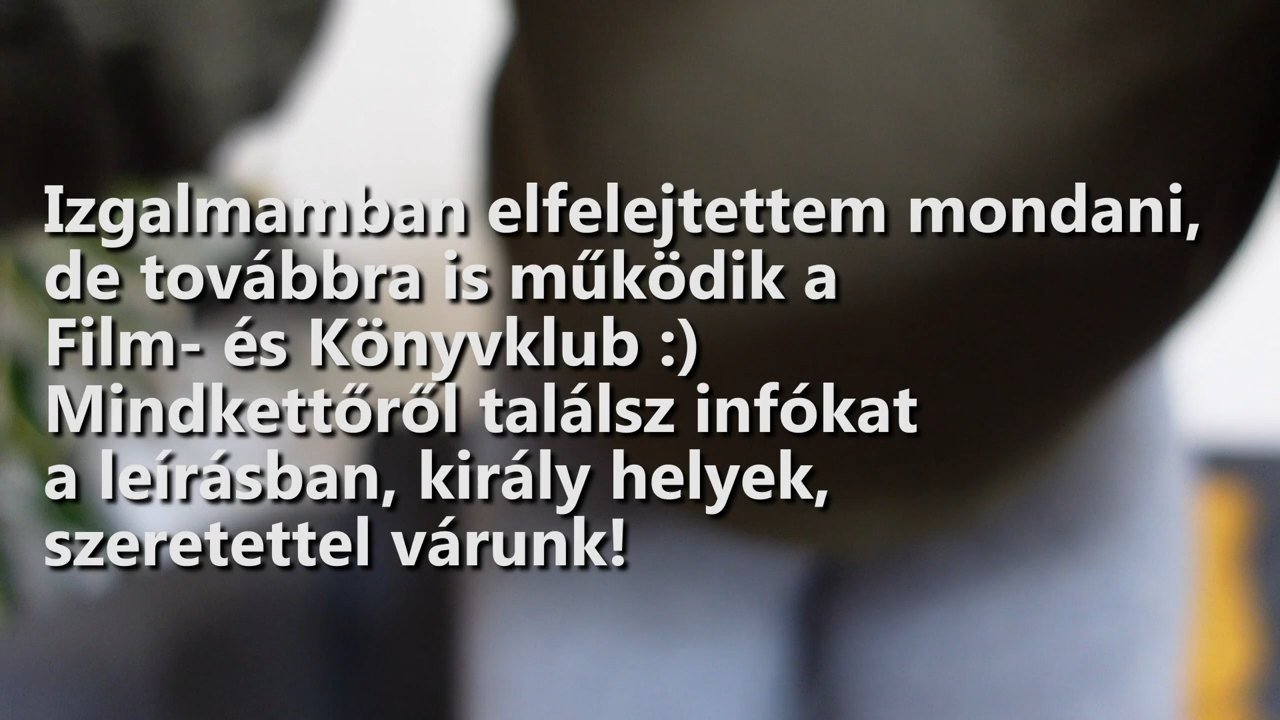 Izgalmamban elfelejtettem mondani,
de továbbra is működik a
Film- és Könyvklub :)
Mindkettőről találsz infókat
a leírásban, király helyek,
szeretettel várunk!